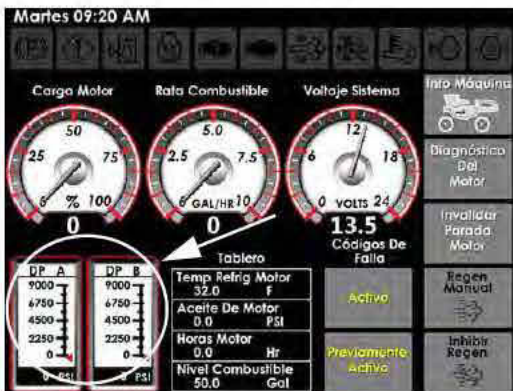 Martes 09:20 AM
Carga Motor
Rata Combustible
Voltaje Sistema
Info Máquina
50
25
75
0
%
100
0
5.0
2.5
7.5
0
GAL/HR
10
0
12
6
18
0
VOLTS
24
13.5
Diagnóstico
Del
Motor
Invalidar
Parada
Motor
Códigos De
Falla
DP A
9000
6750
4500
2250
0
0 PSI
DP B
9000
6750
4500
2250
0
0 PSI
Tablero
Temp Refrig Motor
32.0 F
Aceite De Motor
0.0 PSI
Horas Motor
0.0 Hr
Nivel Combustible
50.0 Gal
Activo
Previamente
Activo
Regen
Manual
Inhibir
Regen